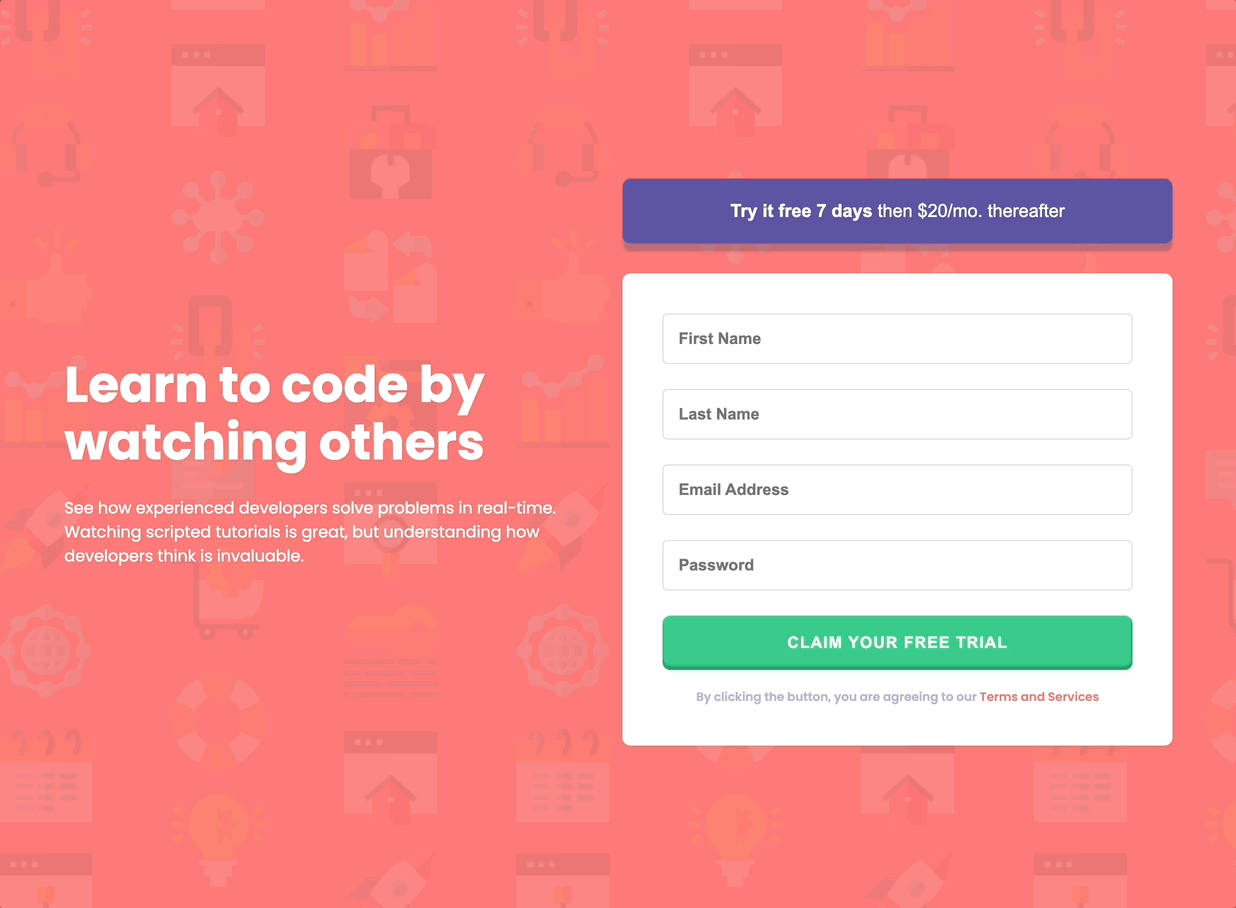 Learn to code by
watching others
See how experienced developers solve problems in real-time.
Watching scripted tutorials is great, but understanding how
developers think is invaluable.
Try it free 7 days then $20/mo. thereafter
First Name
Last Name
Email Address
Password
CLAIM YOUR FREE TRIAL
By clicking the button, you are agreeing to our Terms and Services